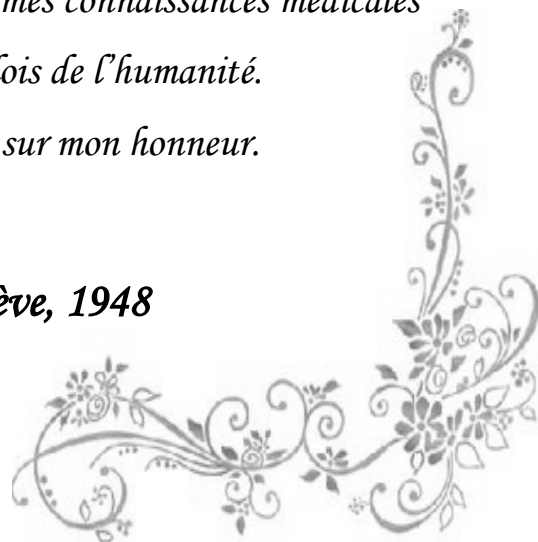 mes connaissances médicales
lois de l'humanité.
sur mon honneur.
ève, 1948